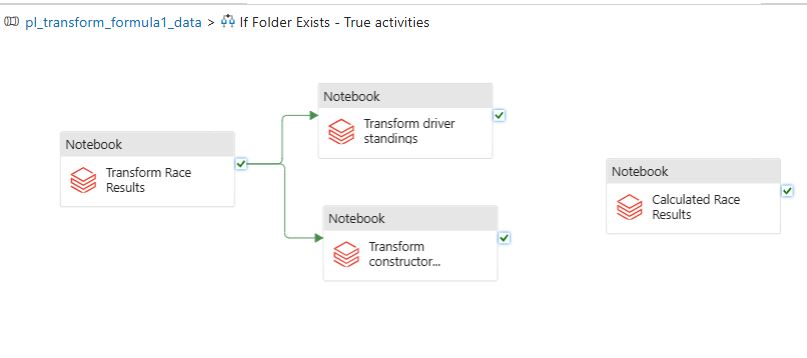 pl_transform_formula1_data > If Folder Exists - True activities
Notebook
Transform Race
Results
Notebook
Transform driver
standings
Notebook
Transform
constructor...
Notebook
Calculated Race
Results